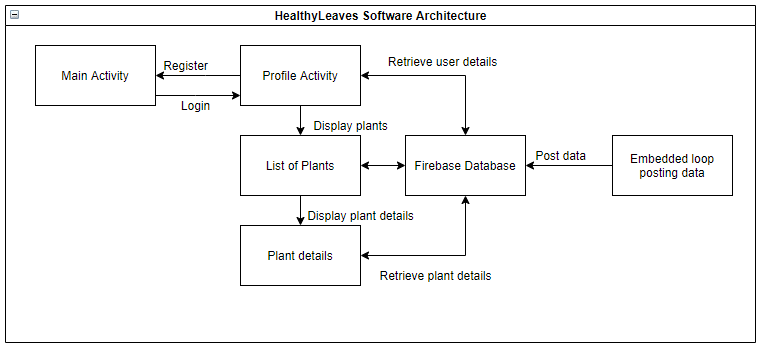 HealthyLeaves Software Architecture
Retrieve user details
Main Activity
Register
Profile Activity
Login
Display plants
List of Plants
Firebase Database
Post data
Embedded loop
posting data
Display plant details
Plant details
Retrieve plant details